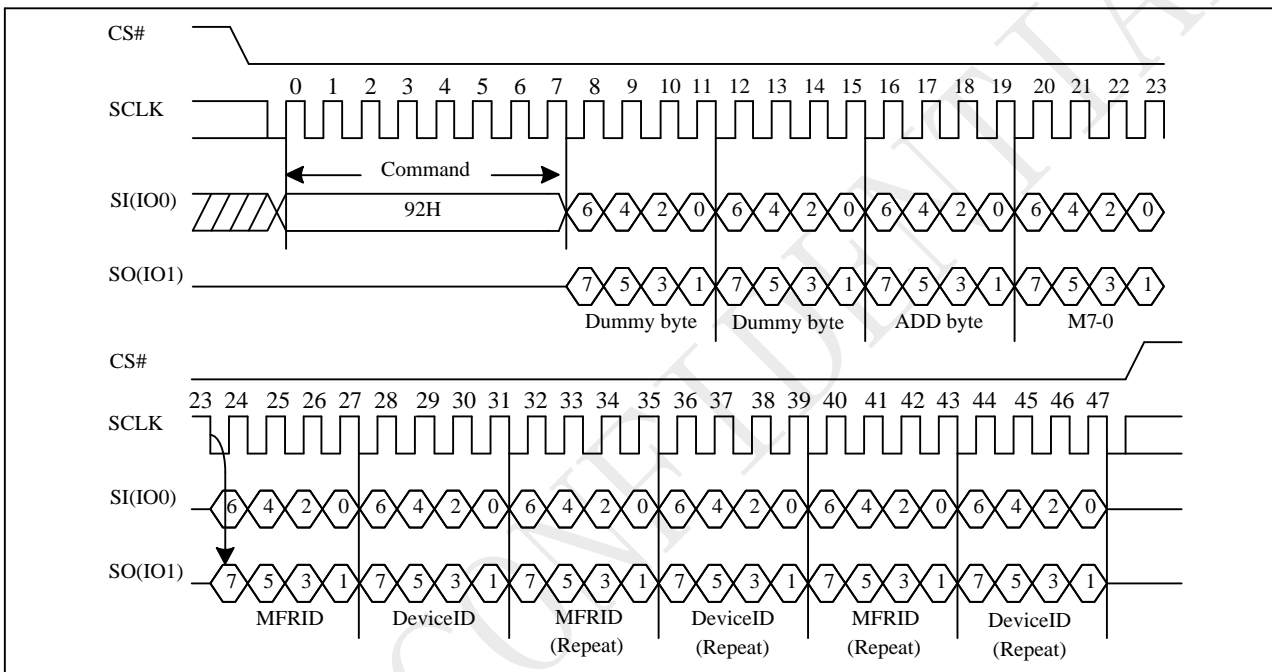 CS#
0 1 2 3 4 5 6 7 8 9 10 11 12 13 14 15 16 17 18 19 20 21 22 23
SCLK
Command
SI(IO0) 92H 6 4 2 0 6 4 2 0 6 4 2 0 6 4 2 0
SO(IO1) 7 5 3 1 7 5 3 1 7 5 3 1 7 5 3 1
Dummy byte Dummy byte ADD byte M7-0
CS#
23 24 25 26 27 28 29 30 31 32 33 34 35 36 37 38 39 40 41 42 43 44 45 46 47
SCLK
SI(IO0) 6 4 2 0 6 4 2 0 6 4 2 0 6 4 2 0 6 4 2 0 6 4 2 0
SO(IO1) 7 5 3 1 7 5 3 1 7 5 3 1 7 5 3 1 7 5 3 1 7 5 3 1
MFRID DeviceID MFRID DeviceID MFRID DeviceID
(Repeat) (Repeat) (Repeat) (Repeat)
CONFIDENTIA